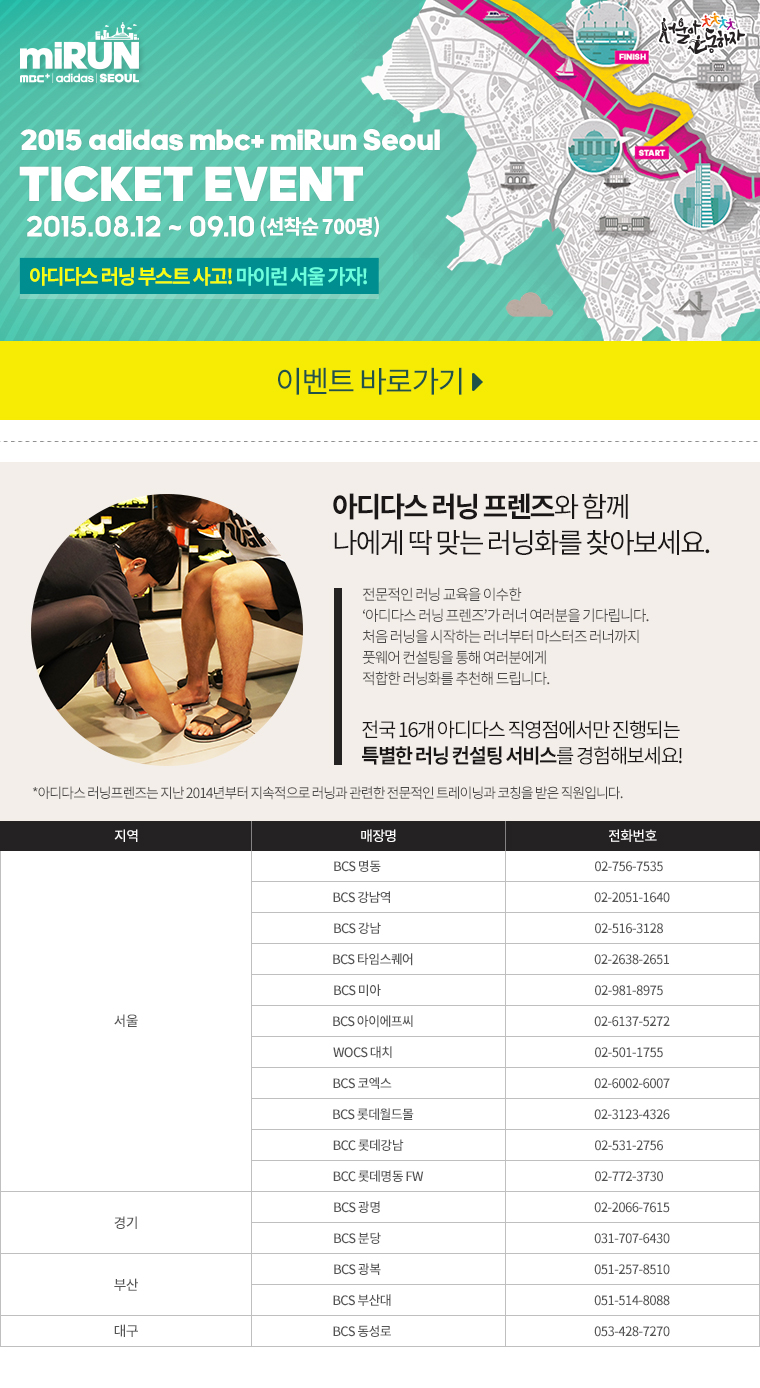 miRUN
mbc+ | adidas | SEOUL
서울아 운동하자
FINISH
START
2015 adidas mbc+ miRun Seoul
TICKET EVENT
2015.08.12 ~ 09.10 (선착순 700명)
아디다스 러닝 부스트 사고! 마이런 서울 가자!
이벤트 바로가기
아디다스 러닝 프렌즈와 함께
나에게 딱 맞는 러닝화를 찾아보세요.
전문적인 러닝 교육을 이수한
‘아디다스 러닝 프렌즈’가 러너 여러분을 기다립니다.
처음 러닝을 시작하는 러너부터 마스터즈 러너까지
풋웨어 컨설팅을 통해 여러분에게
적합한 러닝화를 추천해 드립니다.
전국 16개 아디다스 직영점에서만 진행되는
특별한 러닝 컨설팅 서비스를 경험해보세요!
*아디다스 러닝프렌즈는 지난 2014년부터 지속적으로 러닝과 관련한 전문적인 트레이닝과 코칭을 받은 직원입니다.
지역 매장명 전화번호
서울
BCS 명동 02-756-7535
BCS 강남역 02-2051-1640
BCS 강남 02-516-3128
BCS 타임스퀘어 02-2638-2651
BCS 미아 02-981-8975
BCS 아이에프씨 02-6137-5272
WOCS 대치 02-501-1755
BCS 코엑스 02-6002-6007
BCS 롯데월드몰 02-3123-4326
BCC 롯데강남 02-531-2756
BCC 롯데명동 FW 02-772-3730
경기
BCS 광명 02-2066-7615
BCS 분당 031-707-6430
부산
BCS 광복 051-257-8510
BCS 부산대 051-514-8088
대구
BCS 동성로 053-428-7270